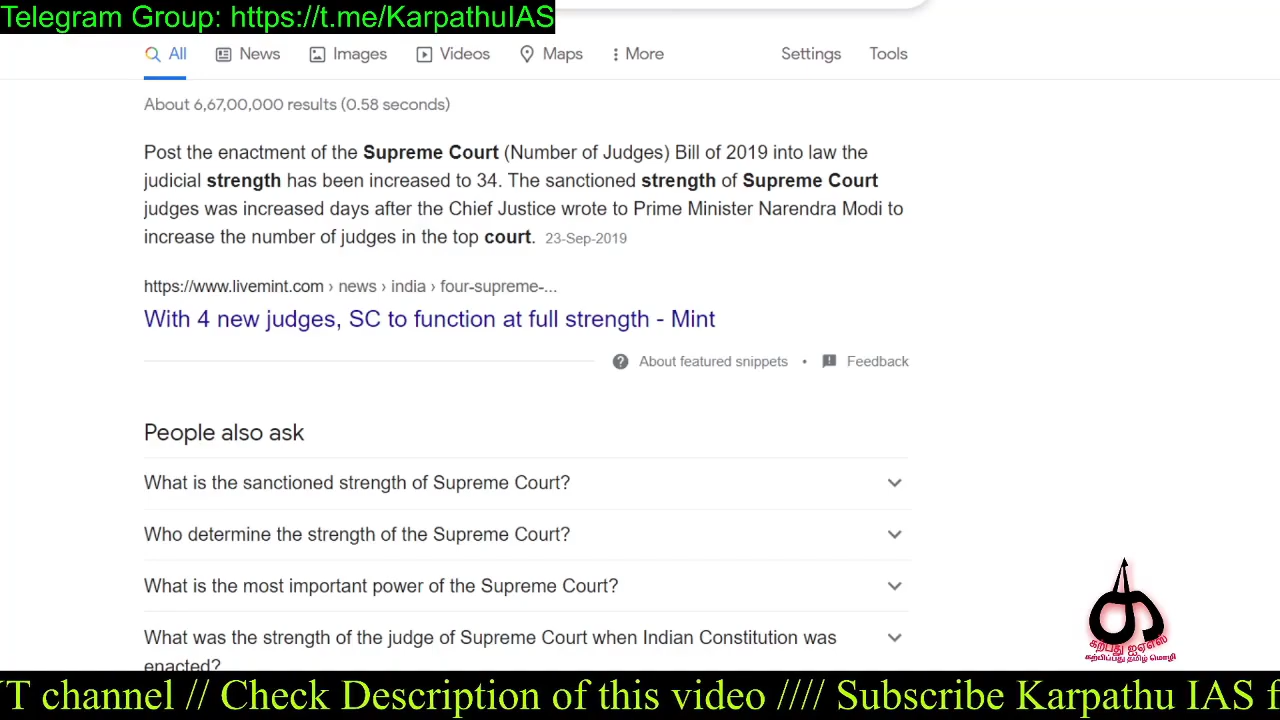 Telegram Group: https://t.me/KarpathuIAS
All News Images Videos Maps More Settings Tools
About 6,67,00,000 results (0.58 seconds)
Post the enactment of the Supreme Court (Number of Judges) Bill of 2019 into law the
judicial strength has been increased to 34. The sanctioned strength of Supreme Court
judges was increased days after the Chief Justice wrote to Prime Minister Narendra Modi to
increase the number of judges in the top court. 23-Sep-2019
https://www.livemint.com › news › india › four-supreme-...
With 4 new judges, SC to function at full strength - Mint
About featured snippets • Feedback
People also ask
What is the sanctioned strength of Supreme Court?
Who determine the strength of the Supreme Court?
What is the most important power of the Supreme Court?
What was the strength of the judge of Supreme Court when Indian Constitution was
enacted?
க
கற்பது ஐஏஎஸ்
கற்பிப்பது தமிழ் மொழி
YT channel // Check Description of this video //// Subscribe Karpathu IAS f